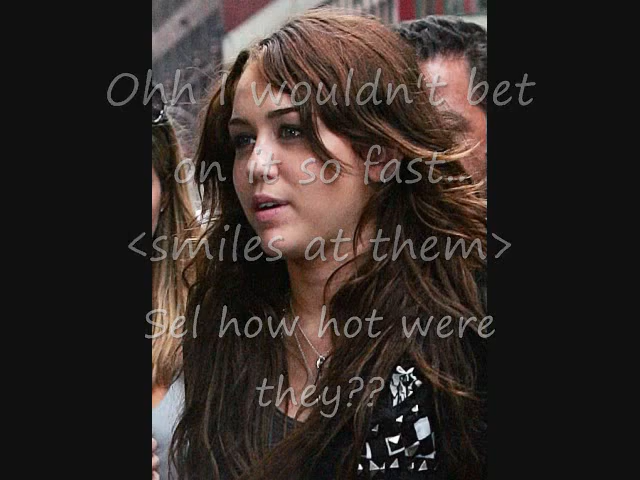 Ohh I wouldn't bet
on it so fast...
<smiles at them>
Sel how hot were
they??